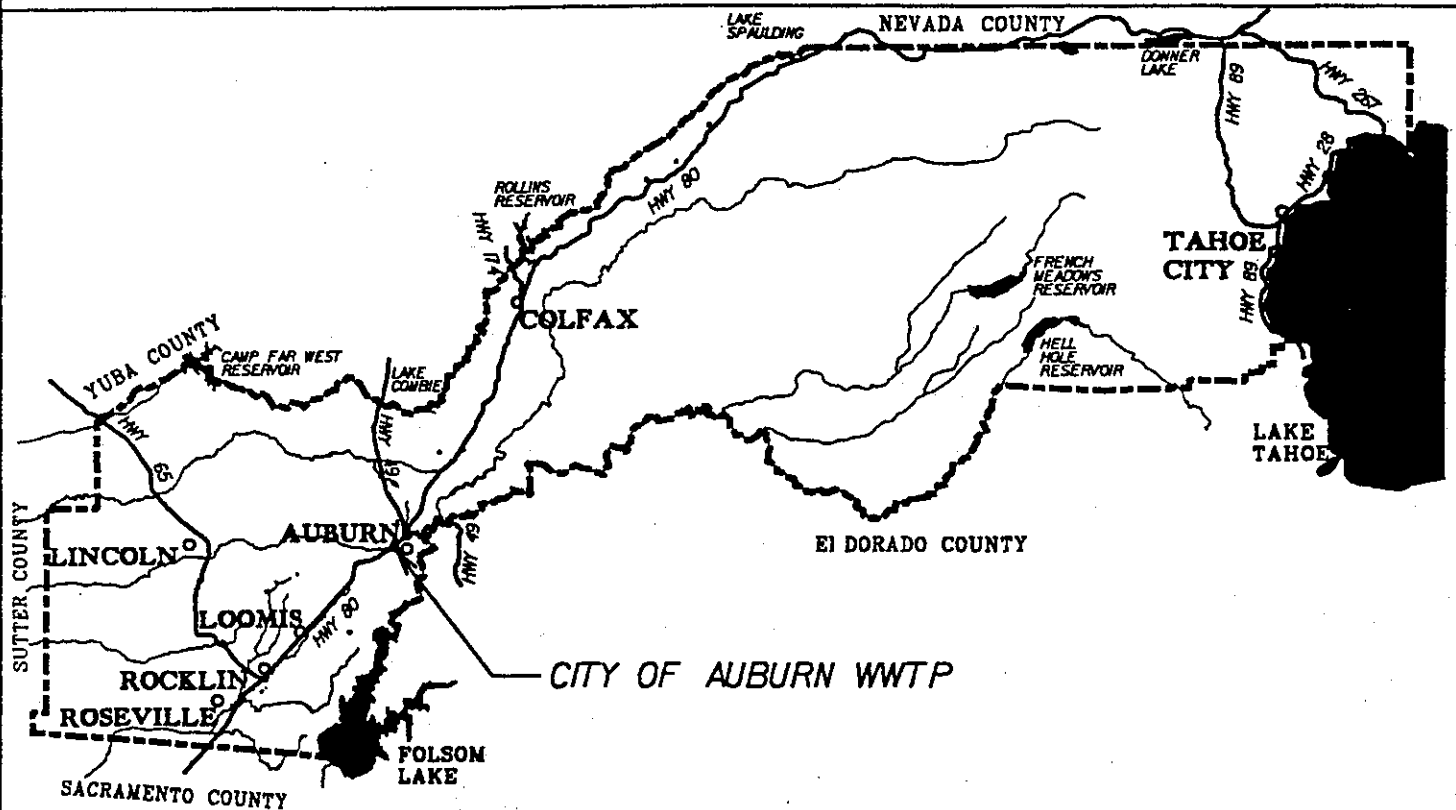 LAKE
SPAULDING
NEVADA COUNTY
DONNER
LAKE
HWY 89
HWY 267
HWY 28
ROLLINS
RESERVOIR
HWY 174
HWY 80
TAHOE
CITY
HWY 89
FRENCH
MEADOWS
RESERVOIR
COLFAX
HELL
HOLE
RESERVOIR
YUBA COUNTY
CAMP FAR WEST
RESERVOIR
LAKE
COMBIE
HWY 49
HWY 65
LAKE
TAHOE
SUTTER COUNTY
AUBURN
HWY 49
El DORADO COUNTY
LINCOLN
LOOMIS
HWY 80
ROCKLIN
CITY OF AUBURN WWTP
ROSEVILLE
FOLSOM
LAKE
SACRAMENTO COUNTY